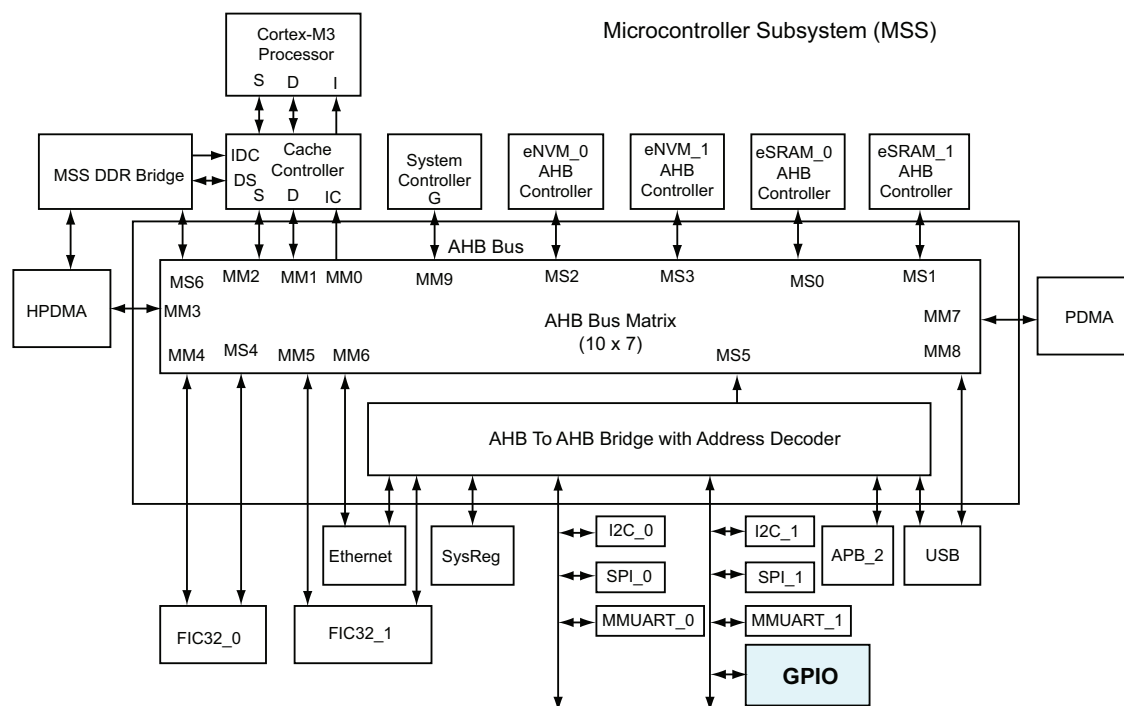 Microcontroller Subsystem (MSS)
Cortex-M3
Processor
S D I
IDC
Cache
Controller
DS
S D IC
MSS DDR Bridge
System
Controller
G
eNVM_0
AHB
Controller
eNVM_1
AHB
Controller
eSRAM_0
AHB
Controller
eSRAM_1
AHB
Controller
AHB Bus
MS6 MM2 MM1 MM0 MM9 MS2 MS3 MS0 MS1
HPDMA
MM3
AHB Bus Matrix
(10 x 7)
MM7
PDMA
MM4 MS4 MM5 MM6 MS5 MM8
AHB To AHB Bridge with Address Decoder
Ethernet
SysReg
I2C_0
I2C_1
APB_2
USB
SPI_0
SPI_1
MMUART_0
MMUART_1
FIC32_0
FIC32_1
GPIO